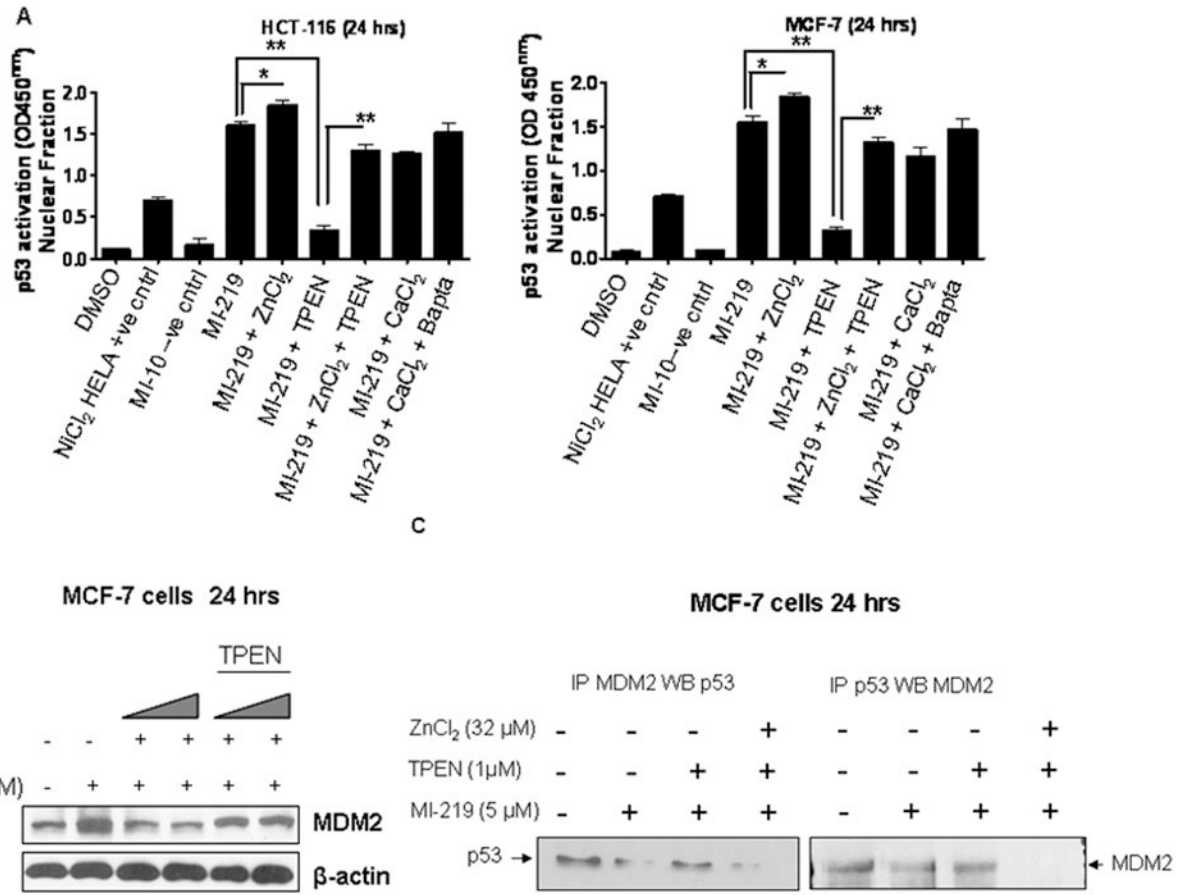 A
HCT-116 (24 hrs)
p53 activation (OD450nm)
Nuclear Fraction
**
*
**
2.0
1.5
1.0
0.5
0.0
DMSO
NiCl2 HELA +ve cntrl
MI-10 –ve cntrl
MI-219
MI-219 + ZnCl2
MI-219 + TPEN
MI-219 + ZnCl2 + TPEN
MI-219 + CaCl2
MI-219 + CaCl2 + Bapta
MCF-7 (24 hrs)
p53 activation (OD 450nm)
Nuclear Fraction
**
*
**
2.0
1.5
1.0
0.5
0.0
DMSO
NiCl2 HELA +ve cntrl
MI-10 –ve cntrl
MI-219
MI-219 + ZnCl2
MI-219 + TPEN
MI-219 + ZnCl2 + TPEN
MI-219 + CaCl2
MI-219 + CaCl2 + Bapta
MCF-7 cells 24 hrs
TPEN
- - + + + +
M) - + + + + +
MDM2
β-actin
C
MCF-7 cells 24 hrs
IP MDM2 WB p53 IP p53 WB MDM2
ZnCl2 (32 µM) - - - + - - - +
TPEN (1µM) - - + + - - + +
MI-219 (5 µM) - + + + - + + +
p53
MDM2